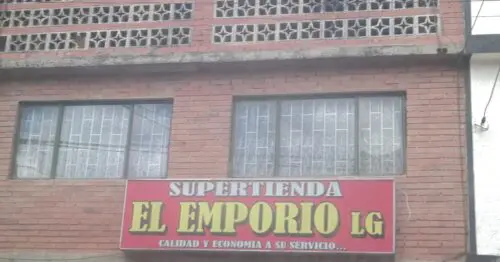 SUPERTIENDA
EL EMPORIO LG
CALIDAD Y ECONOMIA A SU SERVICIO...